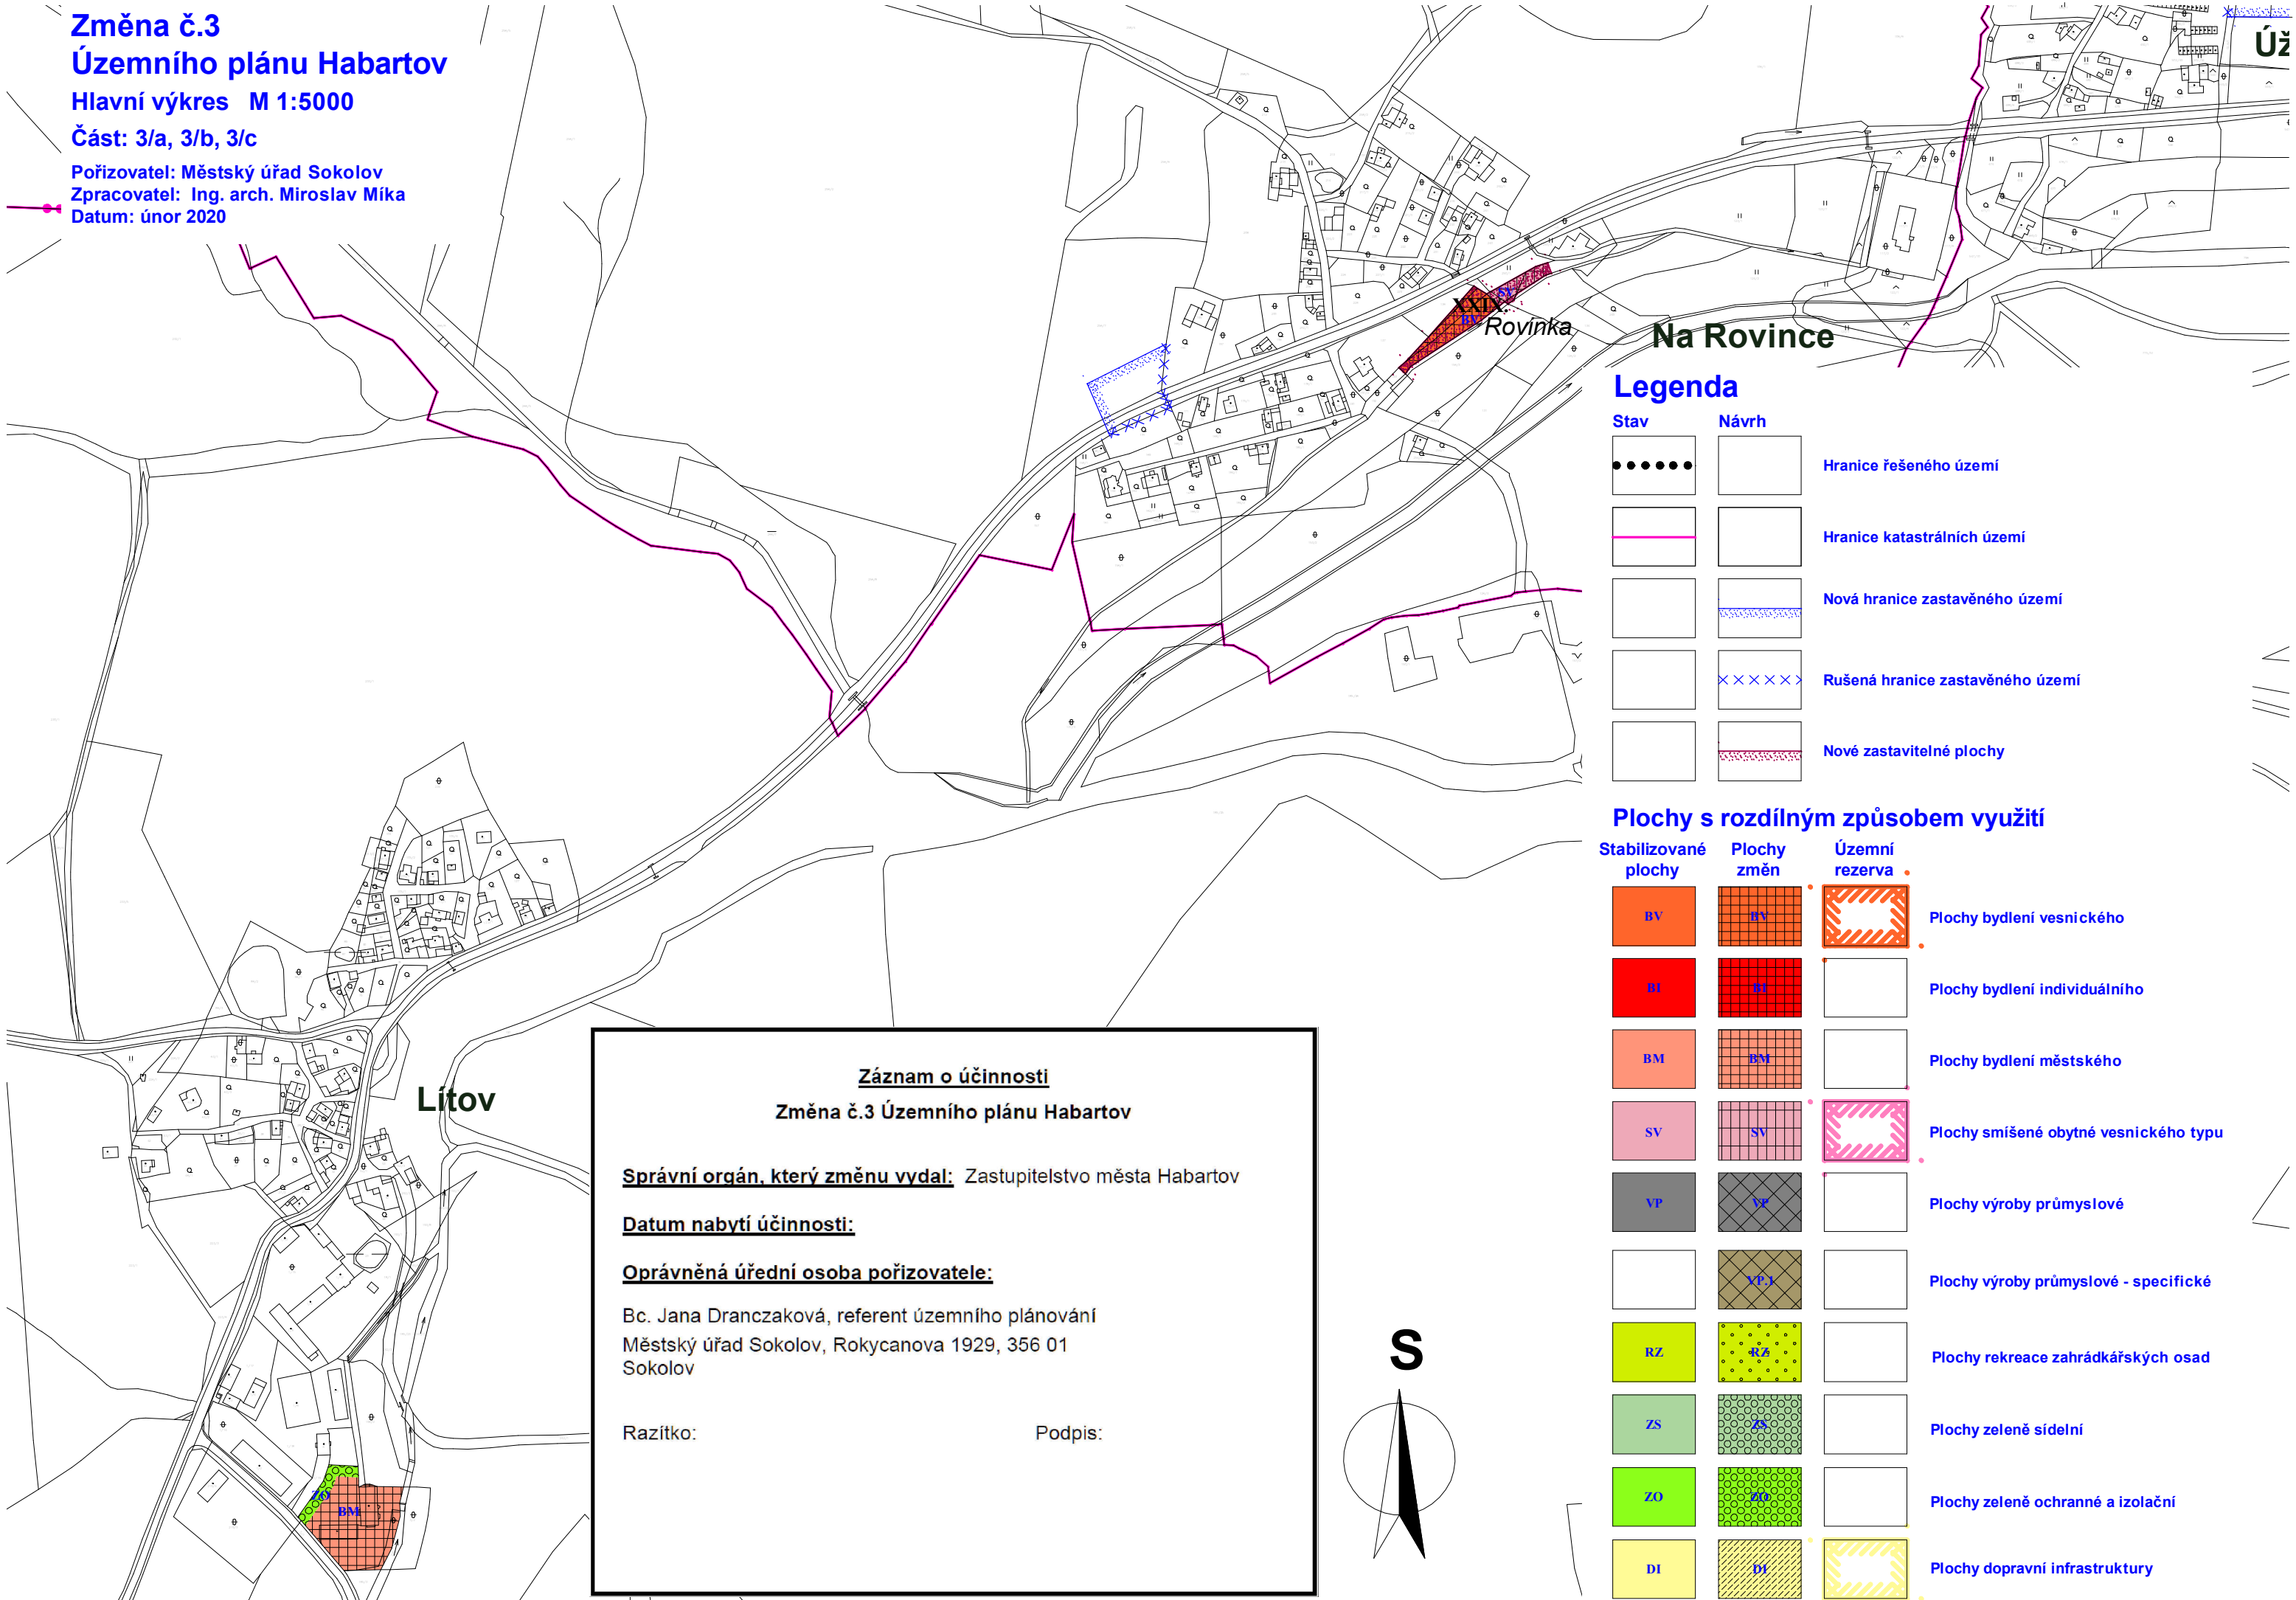 Změna č.3
Územního plánu Habartov
Hlavní výkres M 1:5000
Část: 3/a, 3/b, 3/c
Pořizovatel: Městský úřad Sokolov
Zpracovatel: Ing. arch. Miroslav Míka
Datum: únor 2020
Úž
SV
XXIX.
BV
Rovinka
Na Rovince
Legenda
Stav Návrh
Hranice řešeného území
Hranice katastrálních území
Nová hranice zastavěného území
Rušená hranice zastavěného území
Nové zastavitelné plochy
Plochy s rozdílným způsobem využití
Stabilizované plochy
Plochy změn
Územní rezerva
BV BV Plochy bydlení vesnického
BI BI Plochy bydlení individuálního
BM BM Plochy bydlení městského
SV SV Plochy smíšené obytné vesnického typu
VP VP Plochy výroby průmyslové
VP.1 Plochy výroby průmyslové - specifické
RZ RZ Plochy rekreace zahrádkářských osad
ZS ZS Plochy zeleně sídelní
ZO ZO Plochy zeleně ochranné a izolační
DI DI Plochy dopravní infrastruktury
Lítov
ZO
BM
Záznam o účinnosti
Změna č.3 Územního plánu Habartov
Správní orgán, který změnu vydal: Zastupitelstvo města Habartov
Datum nabytí účinnosti:
Oprávněná úřední osoba pořizovatele:
Bc. Jana Dranczaková, referent územního plánování
Městský úřad Sokolov, Rokycanova 1929, 356 01
Sokolov
Razítko: Podpis:
S